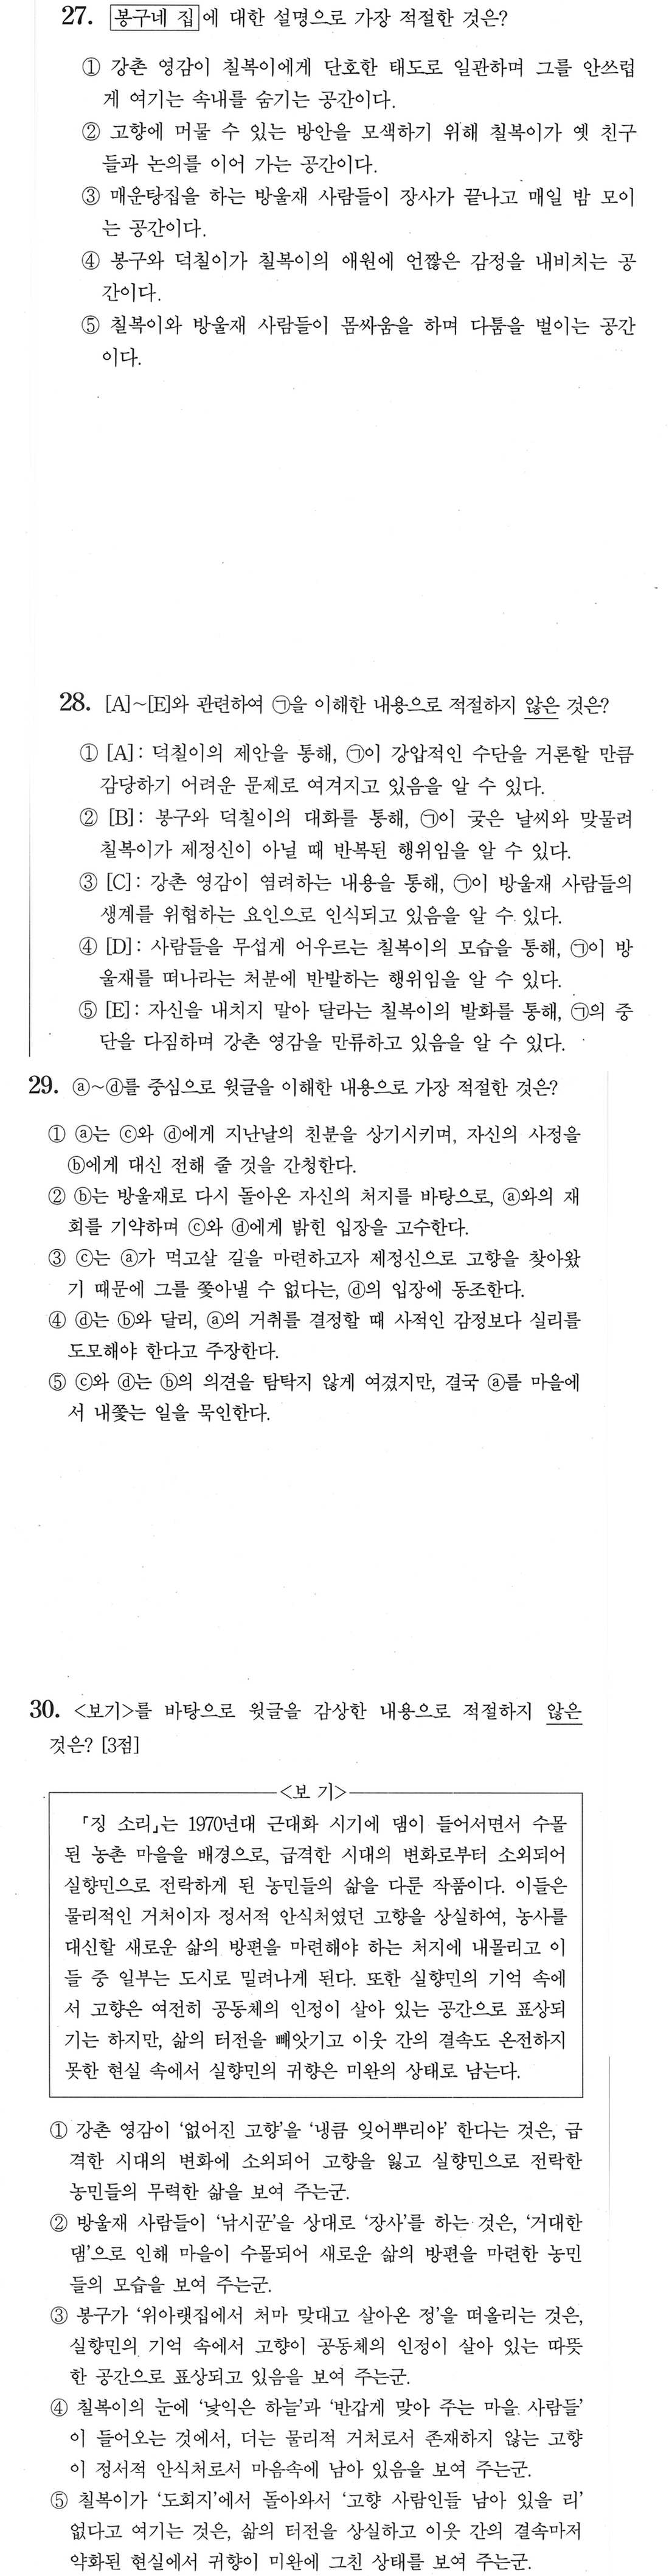 27. 봉구네 집에 대한 설명으로 가장 적절한 것은?
① 강촌 영감이 칠복이에게 단호한 태도로 일관하며 그를 안쓰럽
게 여기는 속내를 숨기는 공간이다.
② 고향에 머물 수 있는 방안을 모색하기 위해 칠복이가 옛 친구
들과 논의를 이어 가는 공간이다.
③ 매운탕집을 하는 방울재 사람들이 장사가 끝나고 매일 밤 모이
는 공간이다.
④ 봉구와 덕칠이가 칠복이의 애원에 언짢은 감정을 내비치는 공
간이다.
⑤ 칠복이와 방울재 사람들이 몸싸움을 하며 다툼을 벌이는 공간
이다.
28. [A]~[E]와 관련하여 ㉠을 이해한 내용으로 적절하지 않은 것은?
① [A]: 덕칠이의 제안을 통해, ㉠이 강압적인 수단을 거론할 만큼
감당하기 어려운 문제로 여겨지고 있음을 알 수 있다.
② [B]: 봉구와 덕칠이의 대화를 통해, ㉠이 궂은 날씨와 맞물려
칠복이가 제정신이 아닐 때 반복된 행위임을 알 수 있다.
③ [C]: 강촌 영감이 염려하는 내용을 통해, ㉠이 방울재 사람들의
생계를 위협하는 요인으로 인식되고 있음을 알 수 있다.
④ [D]: 사람들을 무섭게 어우르는 칠복이의 모습을 통해, ㉠이 방
울재를 떠나라는 처분에 반발하는 행위임을 알 수 있다.
⑤ [E]: 자신을 내치지 말아 달라는 칠복이의 발화를 통해, ㉠의 중
단을 다짐하며 강촌 영감을 만류하고 있음을 알 수 있다.
29. ⓐ~ⓓ를 중심으로 윗글을 이해한 내용으로 가장 적절한 것은?
① ⓐ는 ⓒ와 ⓓ에게 지난날의 친분을 상기시키며, 자신의 사정을
ⓑ에게 대신 전해 줄 것을 간청한다.
② ⓑ는 방울재로 다시 돌아온 자신의 처지를 바탕으로, ⓐ와의 재
회를 기약하며 ⓒ와 ⓓ에게 밝힌 입장을 고수한다.
③ ⓒ는 ⓐ가 먹고살 길을 마련하고자 제정신으로 고향을 찾아왔
기 때문에 그를 쫓아낼 수 없다는, ⓓ의 입장에 동조한다.
④ ⓓ는 ⓑ와 달리, ⓐ의 거취를 결정할 때 사적인 감정보다 실리를
도모해야 한다고 주장한다.
⑤ ⓒ와 ⓓ는 ⓑ의 의견을 탐탁지 않게 여겼지만, 결국 ⓐ를 마을에
서 내쫓는 일을 묵인한다.
30. <보기>를 바탕으로 윗글을 감상한 내용으로 적절하지 않은
것은? [3점]
<보 기>
「징 소리」는 1970년대 근대화 시기에 댐이 들어서면서 수몰
된 농촌 마을을 배경으로, 급격한 시대의 변화로부터 소외되어
실향민으로 전락하게 된 농민들의 삶을 다룬 작품이다. 이들은
물리적인 거처이자 정서적 안식처였던 고향을 상실하여, 농사를
대신할 새로운 삶의 방편을 마련해야 하는 처지에 내몰리고 이
들 중 일부는 도시로 밀려나게 된다. 또한 실향민의 기억 속에
서 고향은 여전히 공동체의 인정이 살아 있는 공간으로 표상되
기는 하지만, 삶의 터전을 빼앗기고 이웃 간의 결속도 온전하지
못한 현실 속에서 실향민의 귀향은 미완의 상태로 남는다.
① 강촌 영감이 '없어진 고향'을 '냉큼 잊어뿌리야' 한다는 것은, 급
격한 시대의 변화에 소외되어 고향을 잃고 실향민으로 전락한
농민들의 무력한 삶을 보여 주는군.
② 방울재 사람들이 '낚시꾼'을 상대로 '장사'를 하는 것은, '거대한
댐'으로 인해 마을이 수몰되어 새로운 삶의 방편을 마련한 농민
들의 모습을 보여 주는군.
③ 봉구가 '위아랫집에서 처마 맞대고 살아온 정'을 떠올리는 것은,
실향민의 기억 속에서 고향이 공동체의 인정이 살아 있는 따뜻
한 공간으로 표상되고 있음을 보여 주는군.
④ 칠복이의 눈에 '낯익은 하늘'과 '반갑게 맞아 주는 마을 사람들'
이 들어오는 것에서, 더는 물리적 거처로서 존재하지 않는 고향
이 정서적 안식처로서 마음속에 남아 있음을 보여 주는군.
⑤ 칠복이가 '도회지'에서 돌아와서 '고향 사람인들 남아 있을 리'
없다고 여기는 것은, 삶의 터전을 상실하고 이웃 간의 결속마저
약화된 현실에서 귀향이 미완에 그친 상태를 보여 주는군.